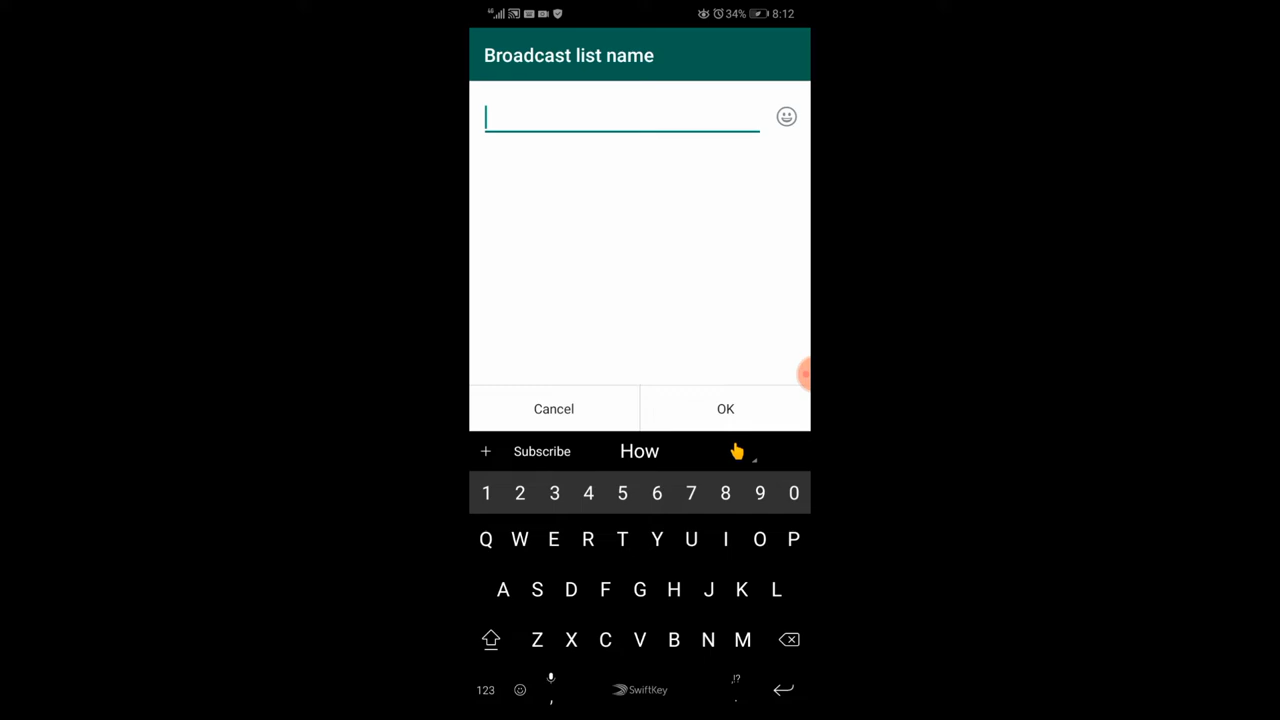 4G 34% 8:12
Broadcast list name
Cancel OK
+ Subscribe How
1 2 3 4 5 6 7 8 9 0
Q W E R T Y U I O P
A S D F G H J K L
Z X C V B N M
123 , SwiftKey ,!? .